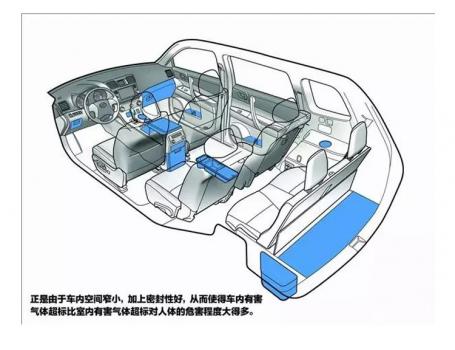 正是由于车内空间窄小，加上密封性好，从而使得车内有害
气体超标比室内有害气体超标对人体的危害程度大得多。